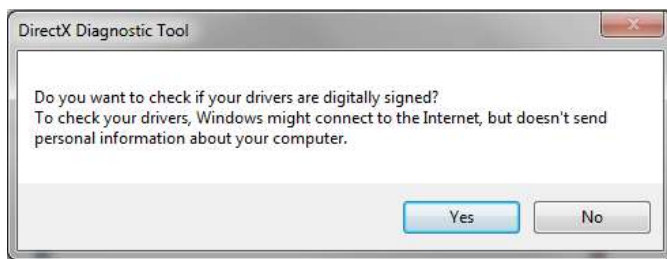 DirectX Diagnostic Tool
Do you want to check if your drivers are digitally signed?
To check your drivers, Windows might connect to the Internet, but doesn't send
personal information about your computer.
Yes
No